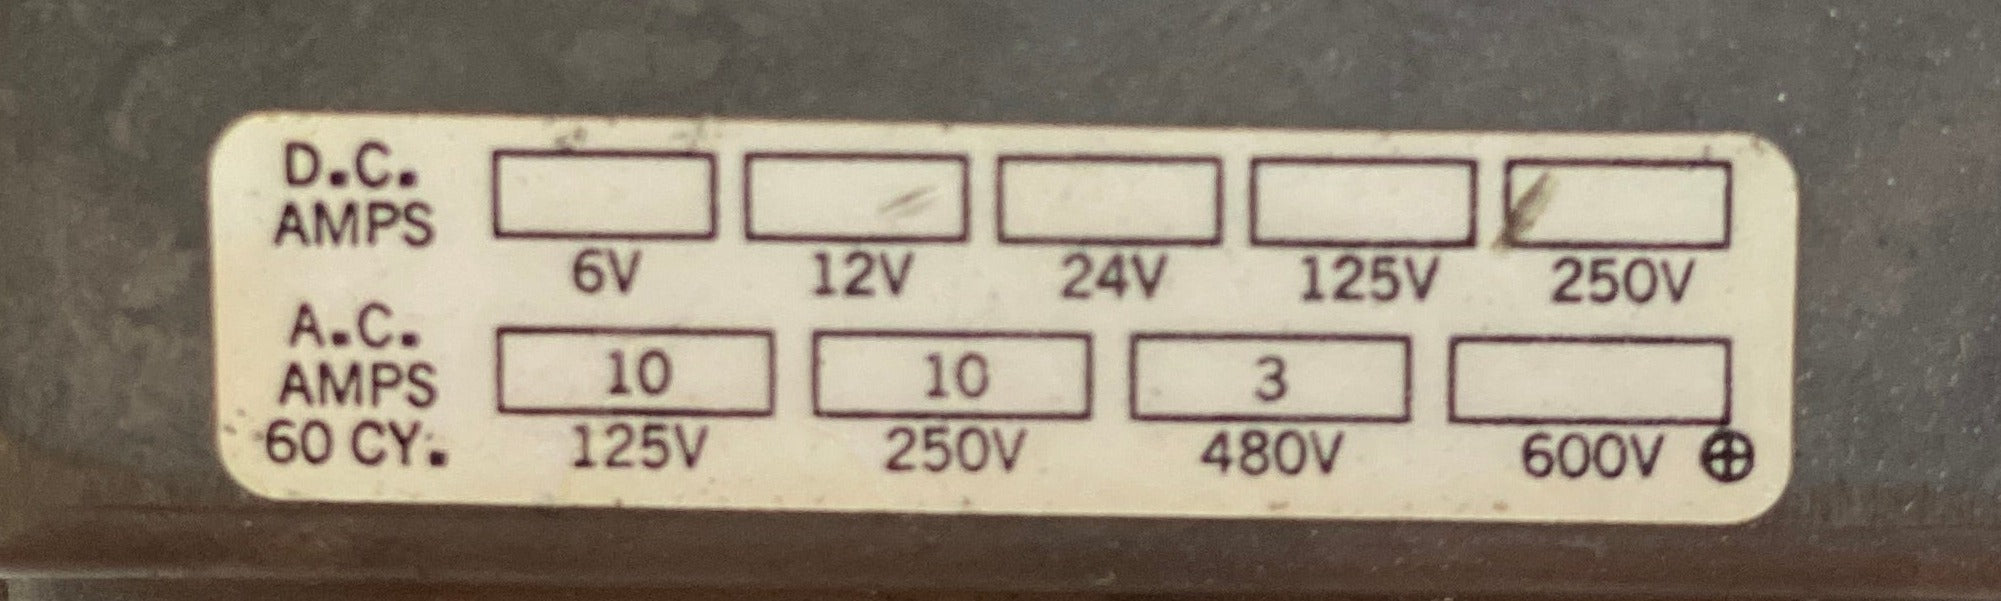 D.C.
AMPS
6V 12V 24V 125V 250V
A.C.
AMPS 10 10 3
60 CY. 125V 250V 480V 600V